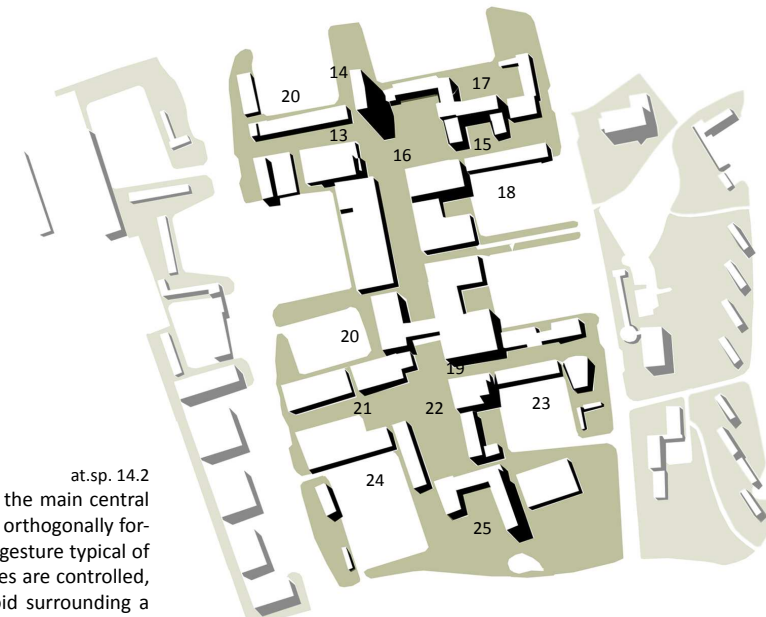 14
17
20
13
15
16
18
20
19
21
22
23
24
25
at.sp. 14.2
the main central
orthogonally for-
gesture typical of
es are controlled,
oid surrounding a